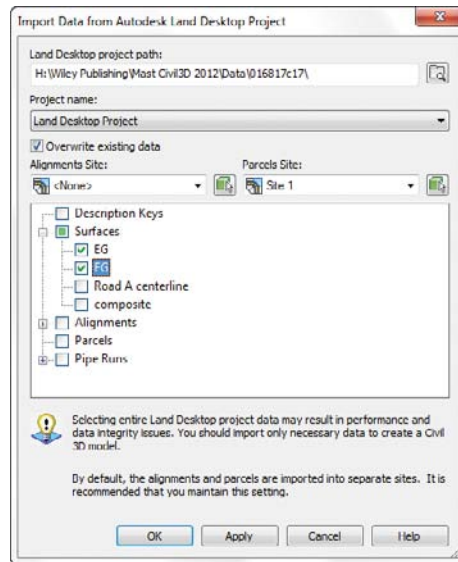 Import Data from Autodesk Land Desktop Project
Land Desktop project path:
H:\Wiley Publishing\Mast Civil3D 2012\Data\016817c17\
Project name:
Land Desktop Project
Overwrite existing data
Alignments Site:
Parcels Site:
<None>
Site 1
Description Keys
Surfaces
EG
FG
Road A centerline
composite
Alignments
Parcels
Pipe Runs
Selecting entire Land Desktop project data may result in performance and
data integrity issues. You should import only necessary data to create a Civil
3D model.
By default, the alignments and parcels are imported into separate sites. It is
recommended that you maintain this setting.
OK
Apply
Cancel
Help